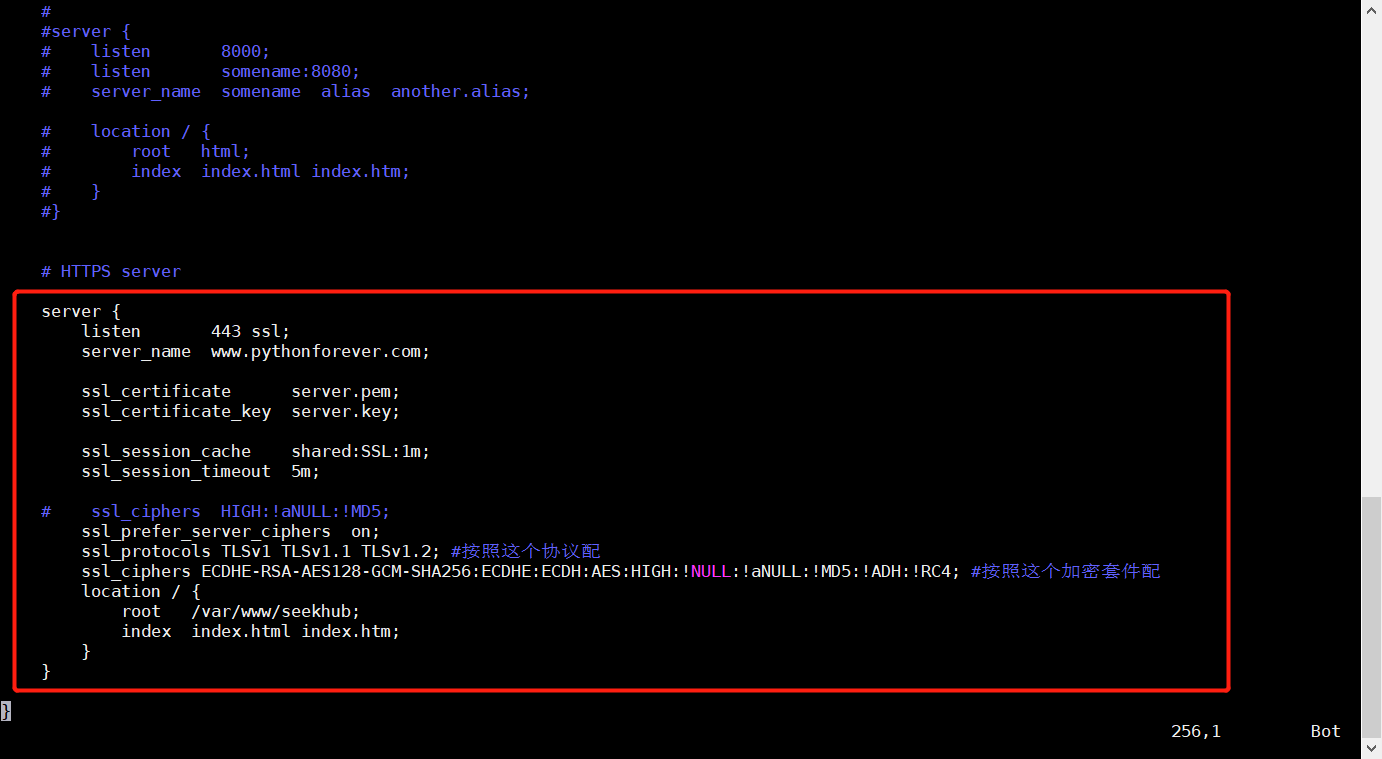 #
#server {
#    listen       8000;
#    listen       somename:8080;
#    server_name  somename  alias  another.alias;
#    location / {
#        root   html;
#        index  index.html index.htm;
#    }
#}
# HTTPS server
server {
    listen       443 ssl;
    server_name  www.pythonforever.com;
    ssl_certificate      server.pem;
    ssl_certificate_key  server.key;
    ssl_session_cache    shared:SSL:1m;
    ssl_session_timeout  5m;
#    ssl_ciphers  HIGH:!aNULL:!MD5;
    ssl_prefer_server_ciphers  on;
    ssl_protocols TLSv1 TLSv1.1 TLSv1.2; #按照这个协议配
    ssl_ciphers ECDHE-RSA-AES128-GCM-SHA256:ECDHE:ECDH:AES:HIGH:!NULL:!aNULL:!MD5:!ADH:!RC4; #按照这个加密套件配
    location / {
        root   /var/www/seekhub;
        index  index.html index.htm;
    }
}
}
256,1         Bot